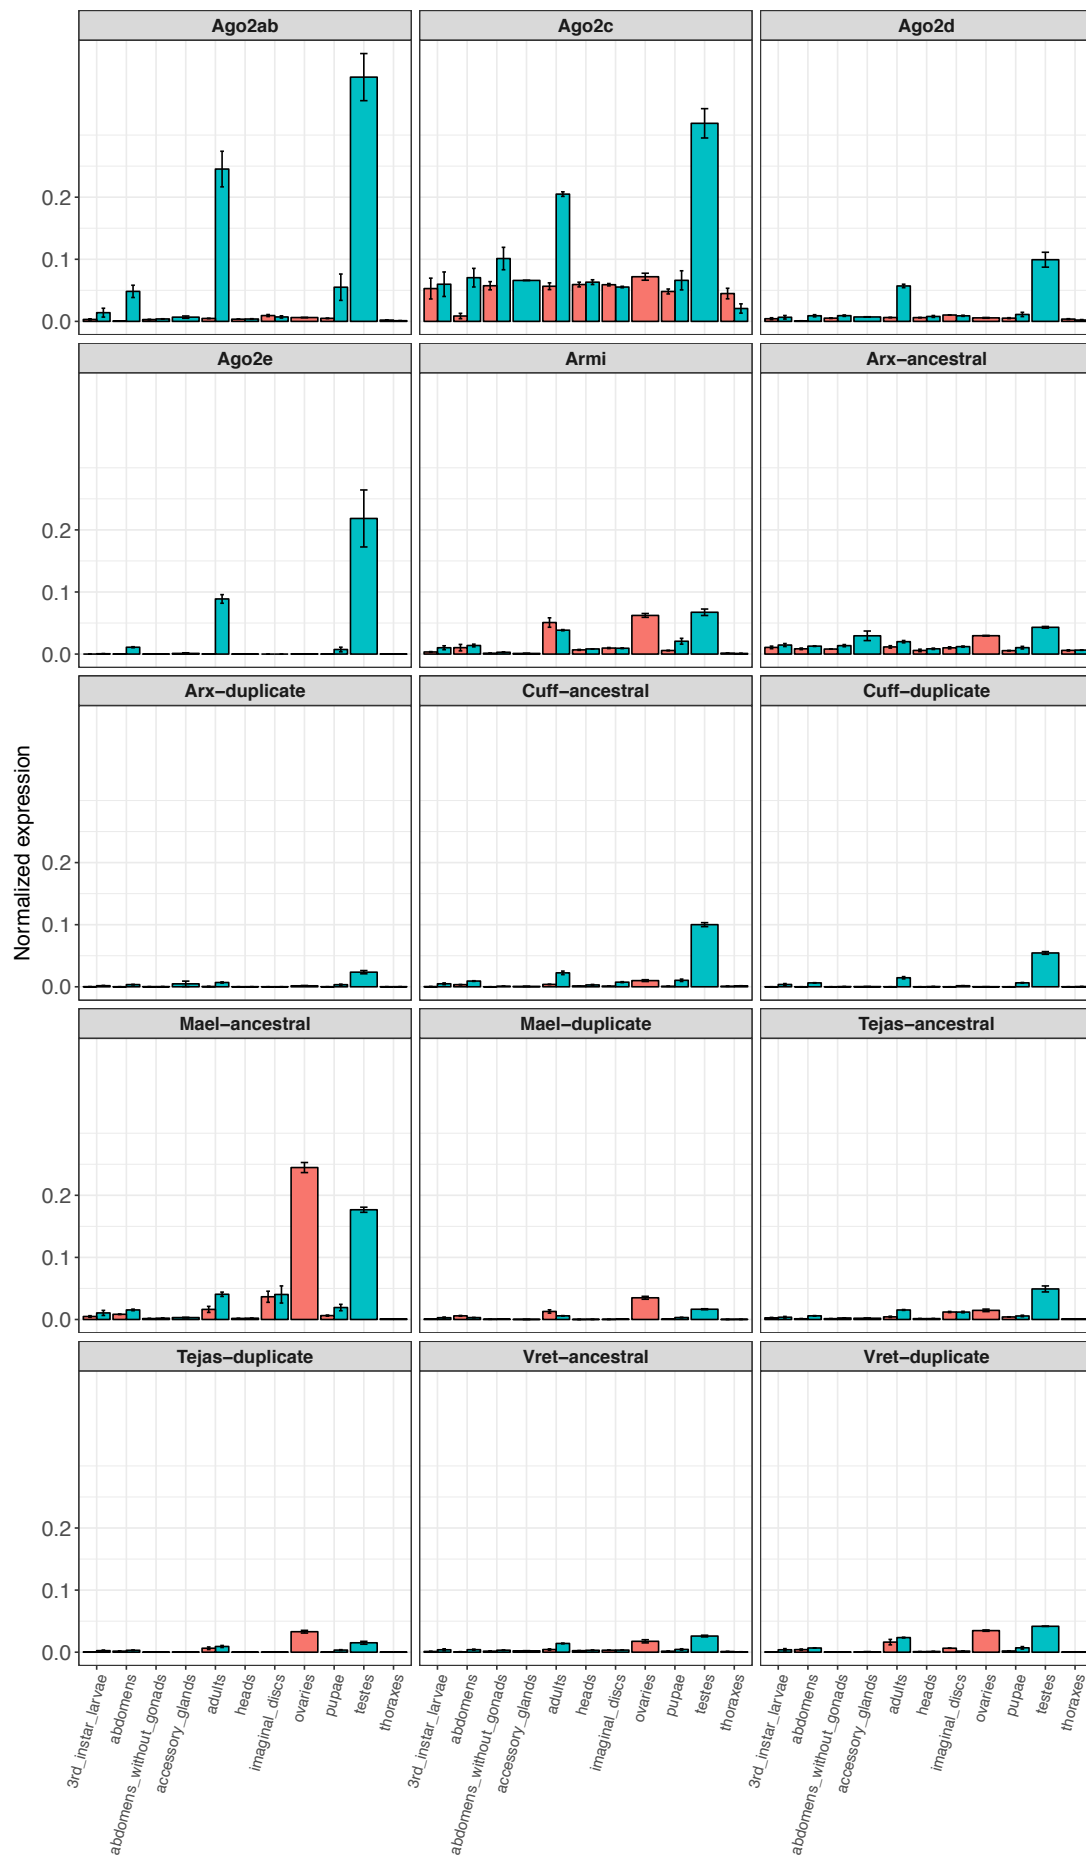 Ago2ab Ago2c Ago2d
0.2
0.1
0.0
Ago2e Armi Arx−ancestral
0.2
0.1
0.0
Arx−duplicate Cuff−ancestral Cuff−duplicate
0.2
0.1
0.0
Mael−ancestral Mael−duplicate Tejas−ancestral
0.2
0.1
0.0
Tejas−duplicate Vret−ancestral Vret−duplicate
0.2
0.1
0.0
Normalized expression
3rd_instar_larvae abdomens abdomens_without_gonads accessory_glands adults heads imaginal_discs ovaries pupae testes thoraxes
3rd_instar_larvae abdomens abdomens_without_gonads accessory_glands adults heads imaginal_discs ovaries pupae testes thoraxes
3rd_instar_larvae abdomens abdomens_without_gonads accessory_glands adults heads imaginal_discs ovaries pupae testes thoraxes